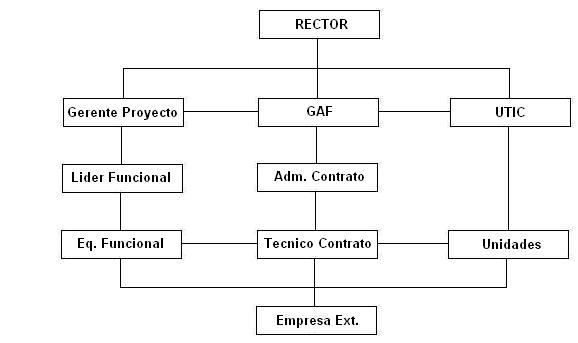 RECTOR
Gerente Proyecto
GAF
UTIC
Lider Funcional
Adm. Contrato
Eq. Funcional
Tecnico Contrato
Unidades
Empresa Ext.